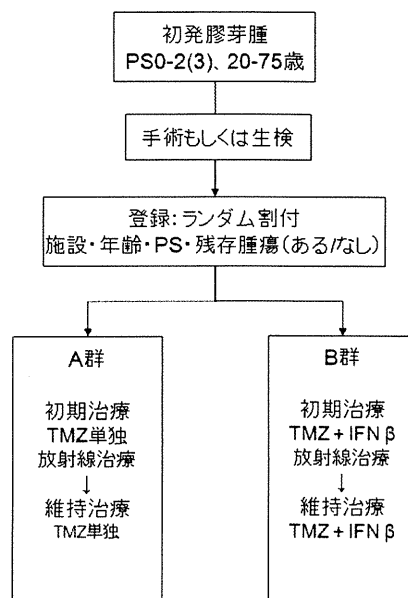 初発膠芽腫
PS0-2(3)、20-75歳
手術もしくは生検
登録：ランダム割付
施設・年齢・PS・残存腫瘍(ある/なし)
A群
初期治療
TMZ単独
放射線治療
↓
維持治療
TMZ単独
B群
初期治療
TMZ + IFN β
放射線治療
↓
維持治療
TMZ + IFN β